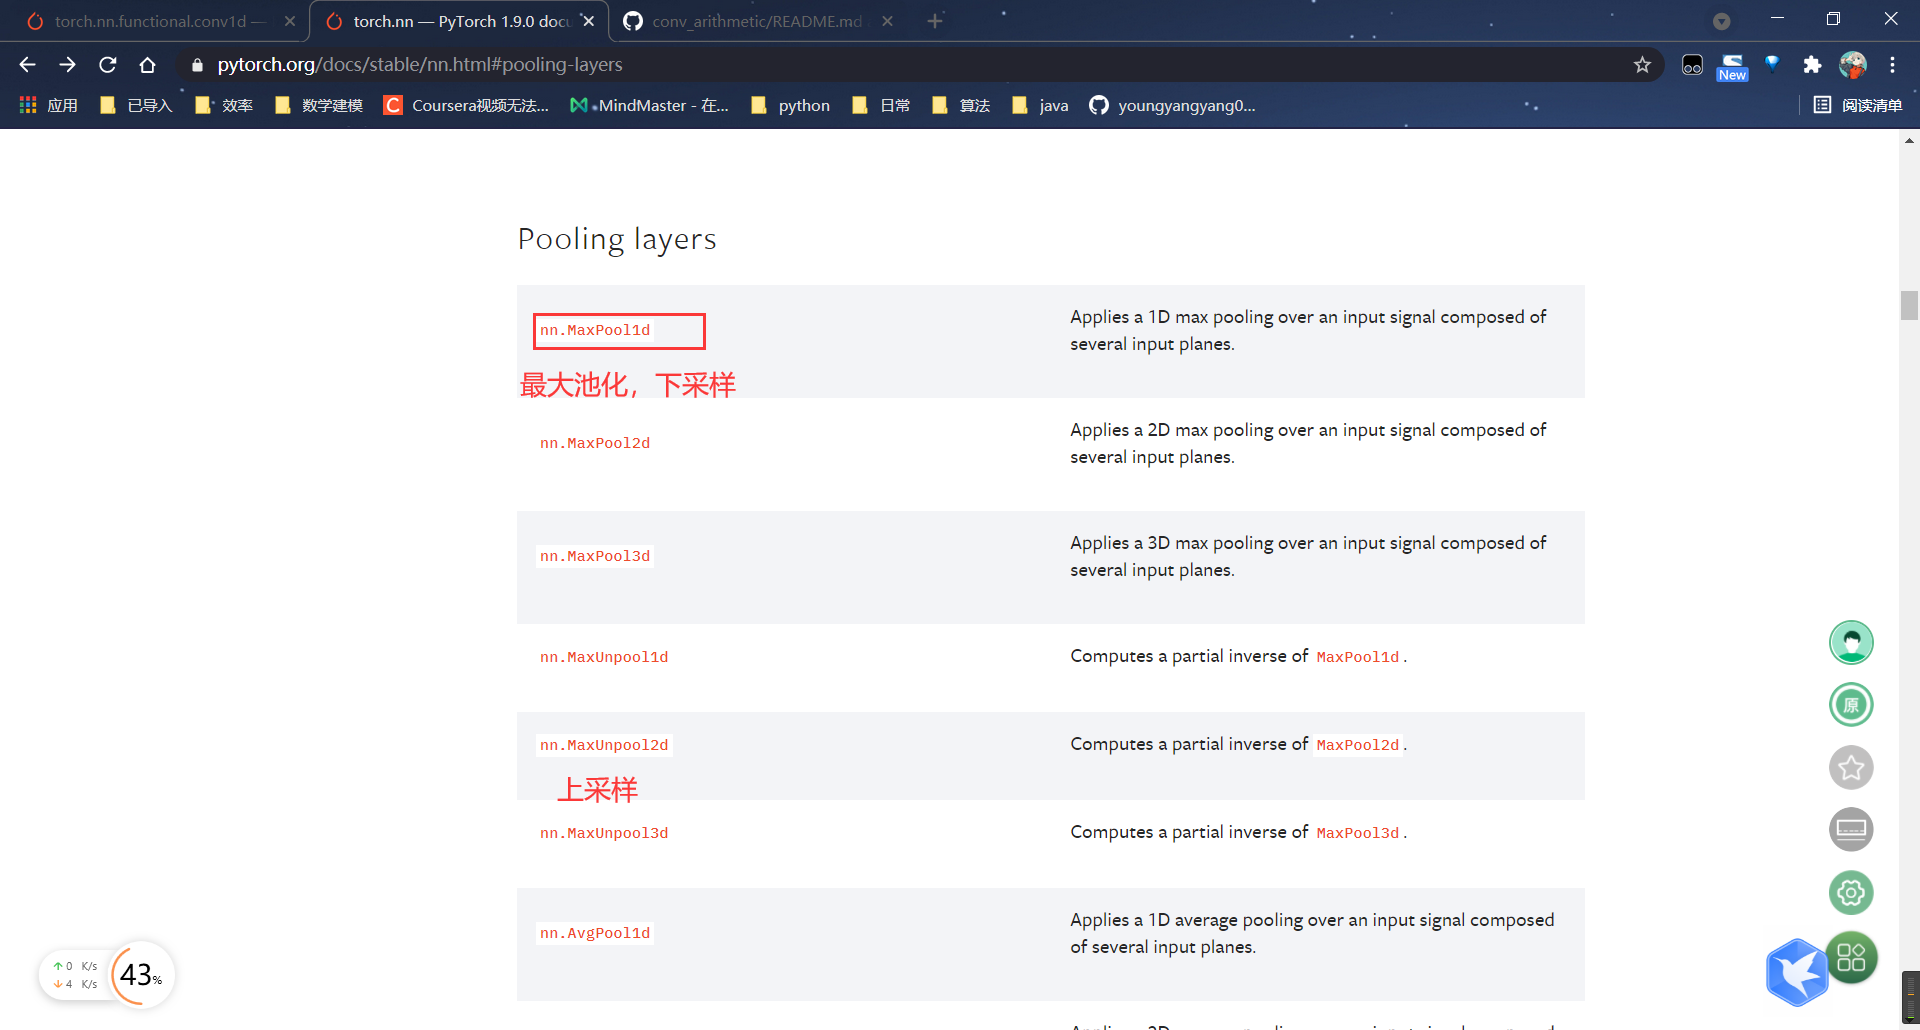 torch.nn.functional.conv1d —
torch.nn — PyTorch 1.9.0 docu
conv_arithmetic/README.md
pytorch.org/docs/stable/nn.html#pooling-layers
New
应用
已导入
效率
数学建模
Coursera视频无法...
MindMaster - 在...
python
日常
算法
java
youngyangyang0...
阅读清单
Pooling layers
nn.MaxPool1d
Applies a 1D max pooling over an input signal composed of
several input planes.
最大池化，下采样
nn.MaxPool2d
Applies a 2D max pooling over an input signal composed of
several input planes.
nn.MaxPool3d
Applies a 3D max pooling over an input signal composed of
several input planes.
nn.MaxUnpool1d
Computes a partial inverse of MaxPool1d.
nn.MaxUnpool2d
Computes a partial inverse of MaxPool2d.
上采样
nn.MaxUnpool3d
Computes a partial inverse of MaxPool3d.
nn.AvgPool1d
Applies a 1D average pooling over an input signal composed
of several input planes.
原
↑ 0 K/s
↓ 4 K/s
43%